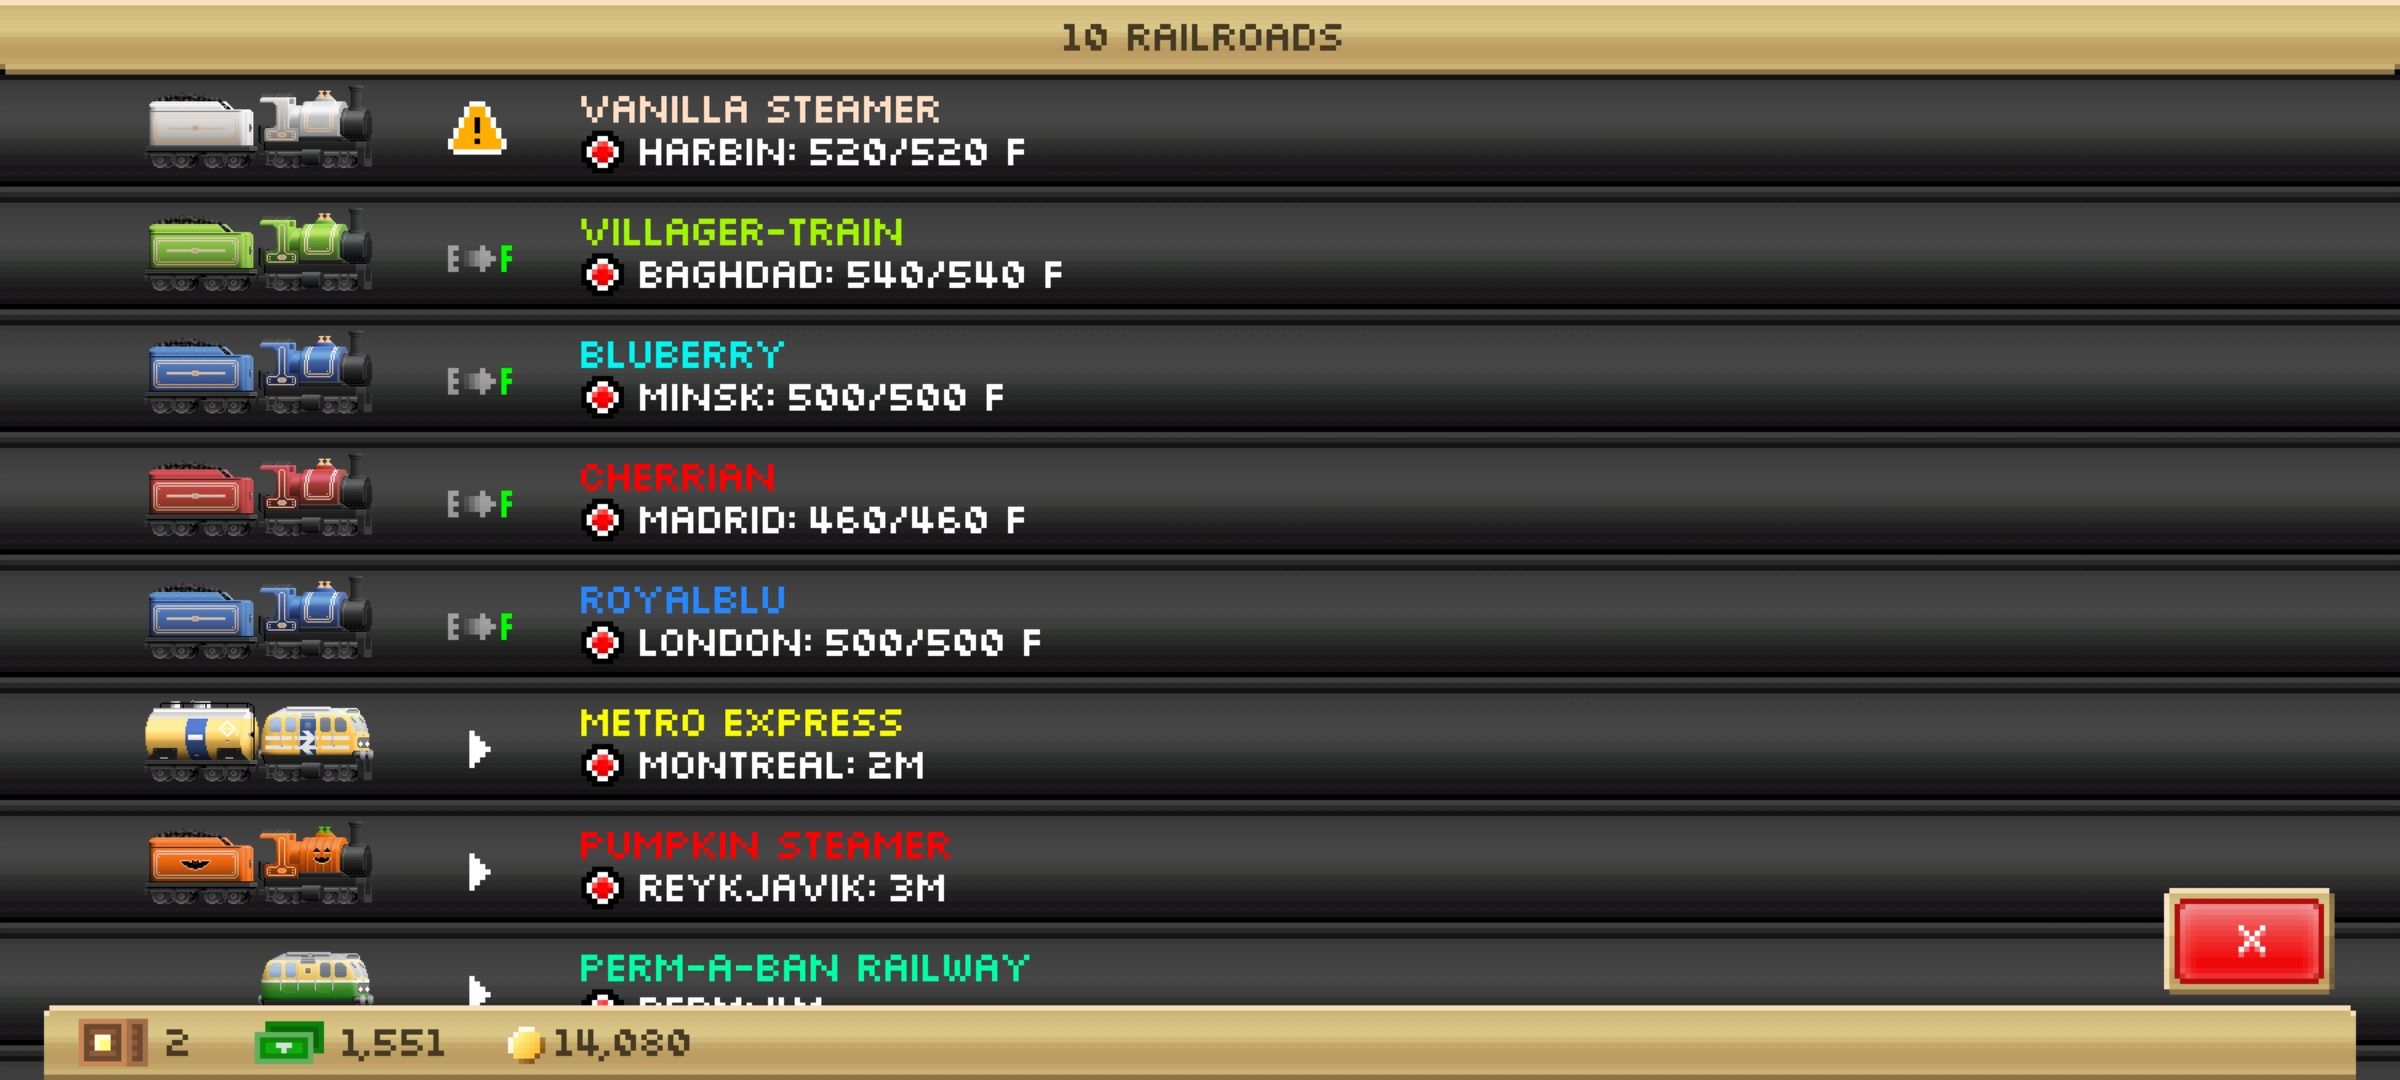 10 RAILROADS
VANILLA STEAMER
HARBIN: 520/520 F
E F
VILLAGER-TRAIN
BAGHDAD: 540/540 F
E F
BLUBERRY
MINSK: 500/500 F
E F
CHERRIAN
MADRID: 460/460 F
E F
ROYALBLU
LONDON: 500/500 F
METRO EXPRESS
MONTREAL: 2M
PUMPKIN STEAMER
REYKJAVIK: 3M
PERM-A-BAN RAILWAY
X
2 1,551 14,080